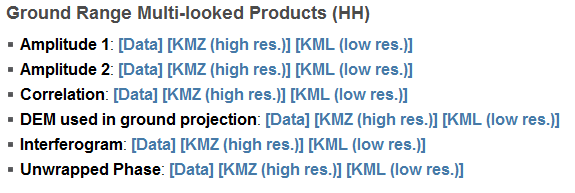 Ground Range Multi-looked Products (HH)
▪ Amplitude 1: [Data] [KMZ (high res.)] [KML (low res.)]
▪ Amplitude 2: [Data] [KMZ (high res.)] [KML (low res.)]
▪ Correlation: [Data] [KMZ (high res.)] [KML (low res.)]
▪ DEM used in ground projection: [Data] [KMZ (high res.)] [KML (low res.)]
▪ Interferogram: [Data] [KMZ (high res.)] [KML (low res.)]
▪ Unwrapped Phase: [Data] [KMZ (high res.)] [KML (low res.)]